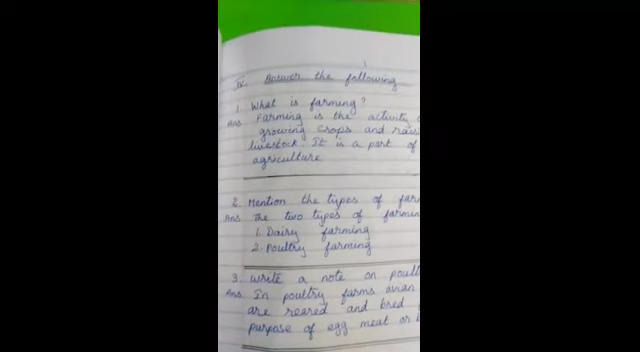 IV. Answer the following
1. What is farming?
Ans Farming is the activity
growing crops and
livestock. It is a part of
agriculture
2. Mention the types of
Ans The two types of
1. Dairy farming
2. Poultry farming
3. Write a note on
Ans In poultry farms avian
are reared and bred
purpose of egg meat or